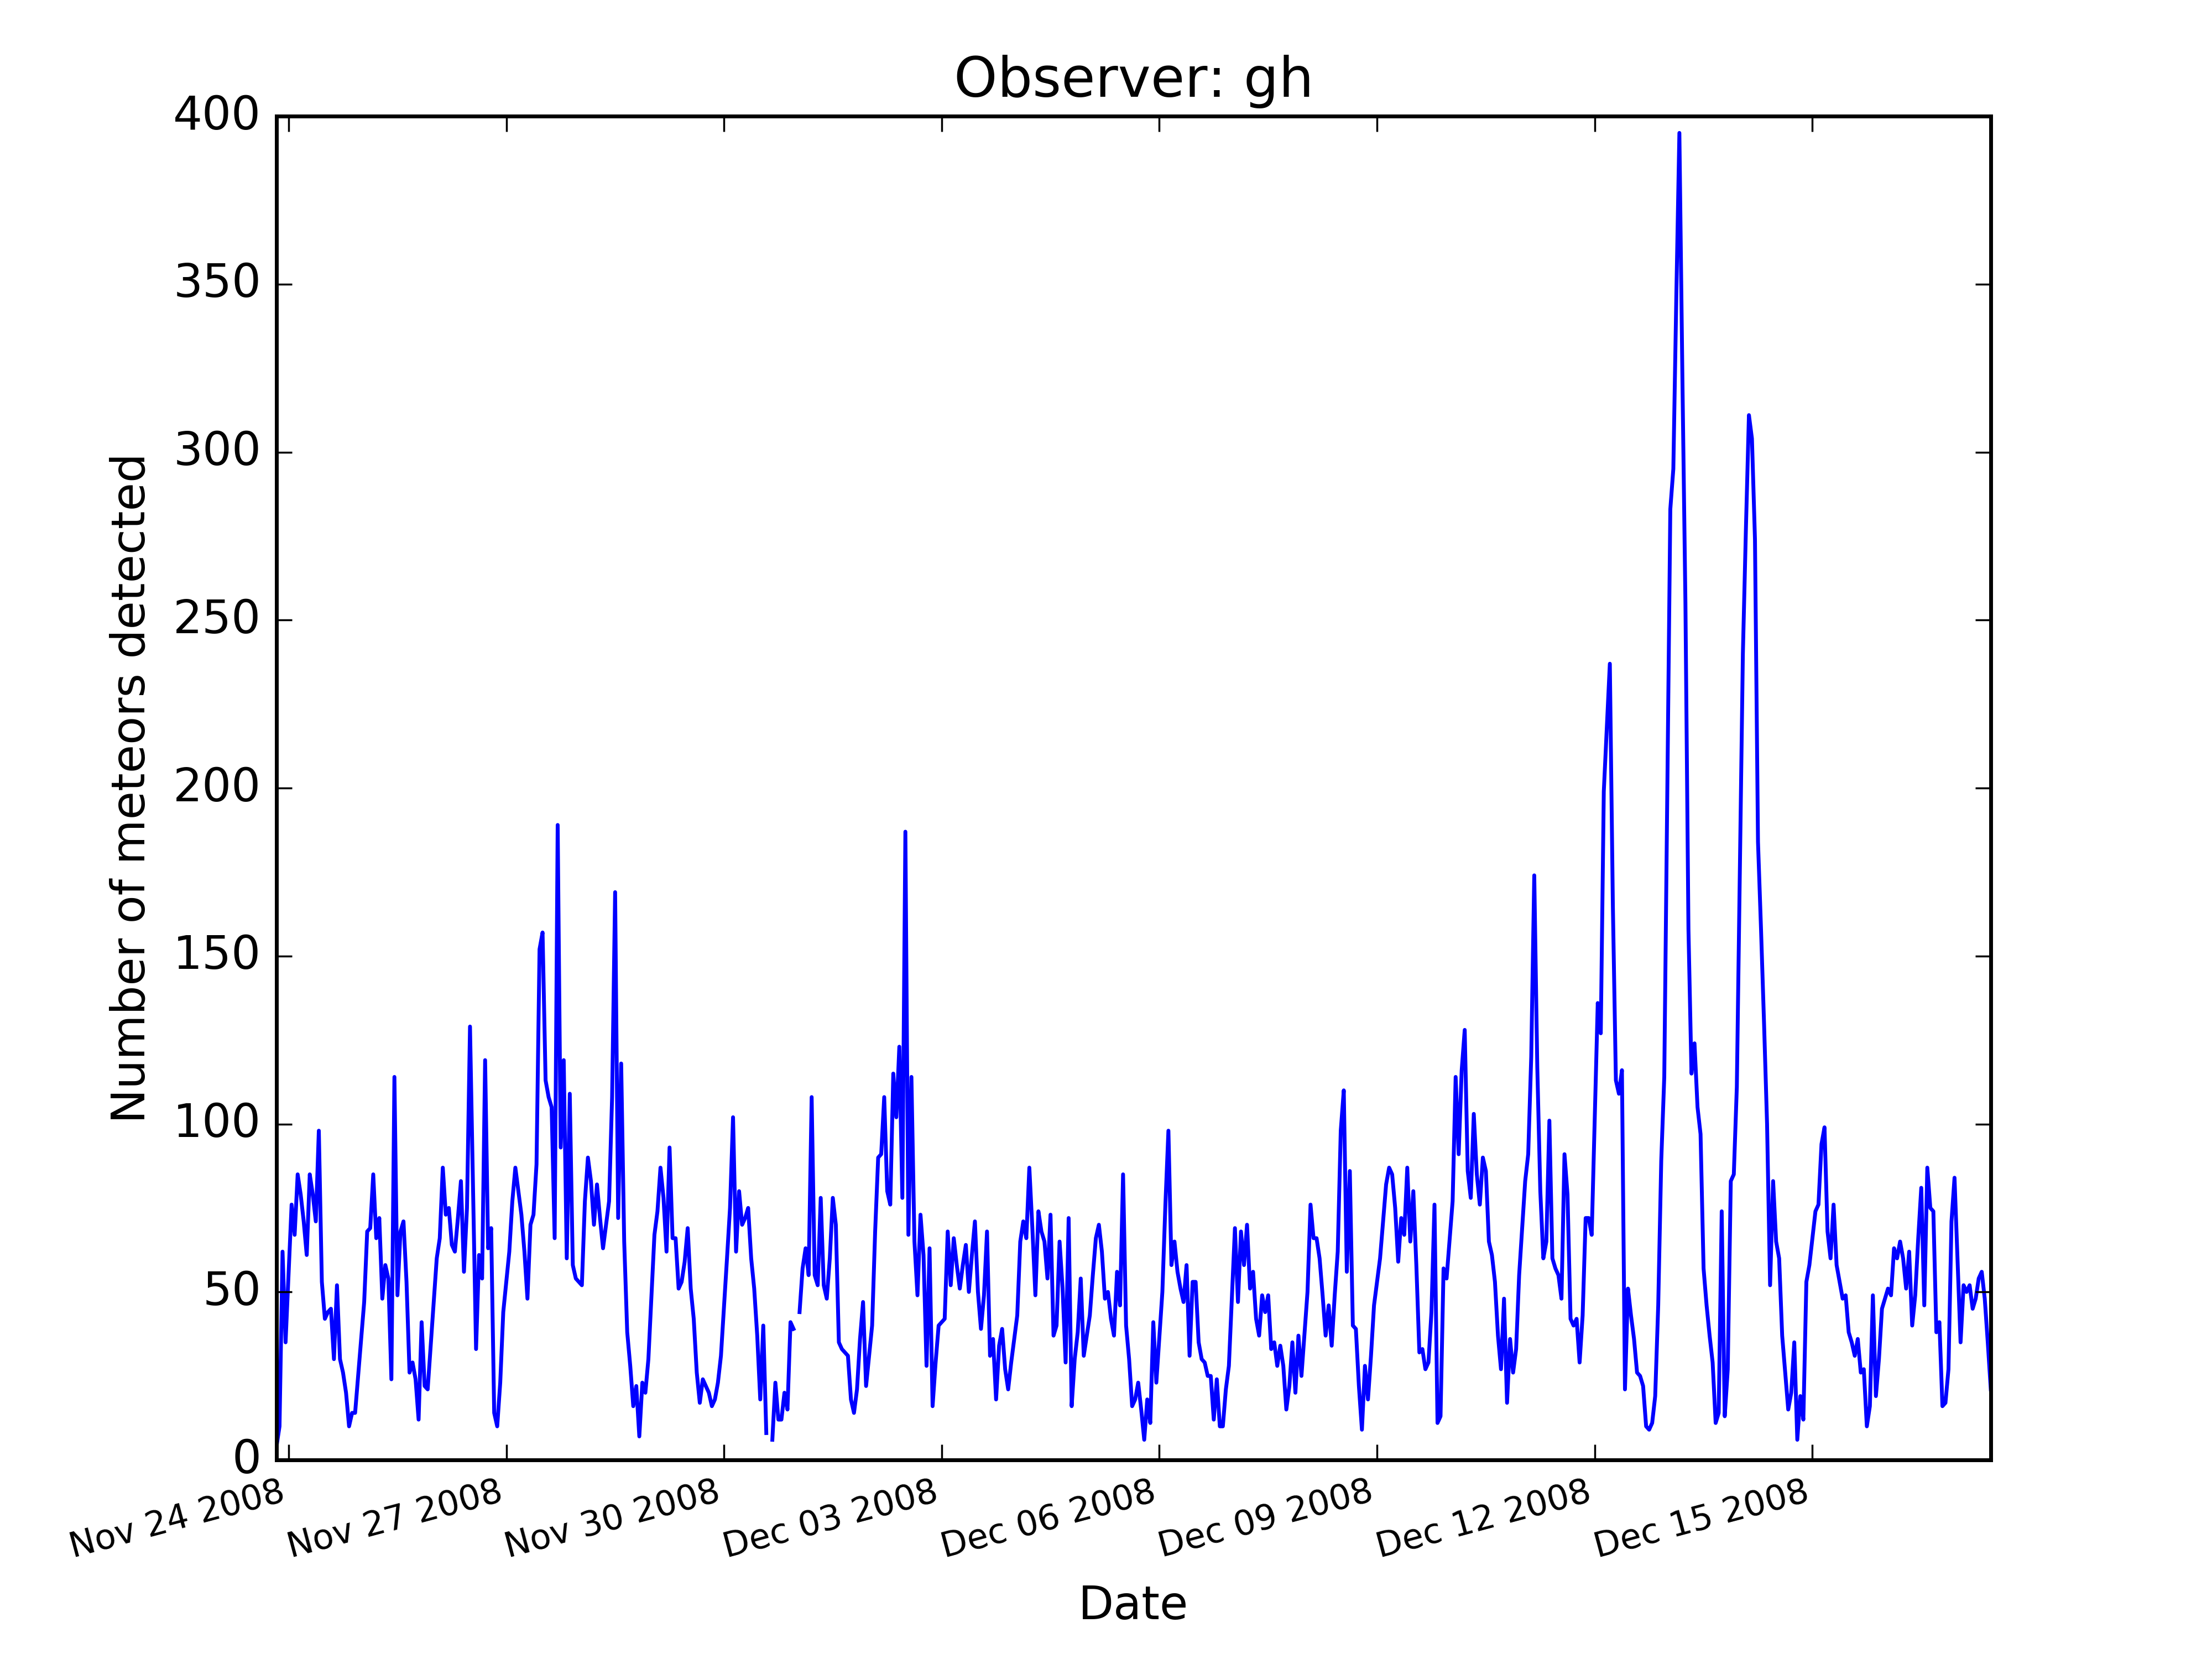 Observer: gh
400
350
300
250
200
150
100
50
0
Number of meteors detected
Nov 24 2008
Nov 27 2008
Nov 30 2008
Dec 03 2008
Dec 06 2008
Dec 09 2008
Dec 12 2008
Dec 15 2008
Date